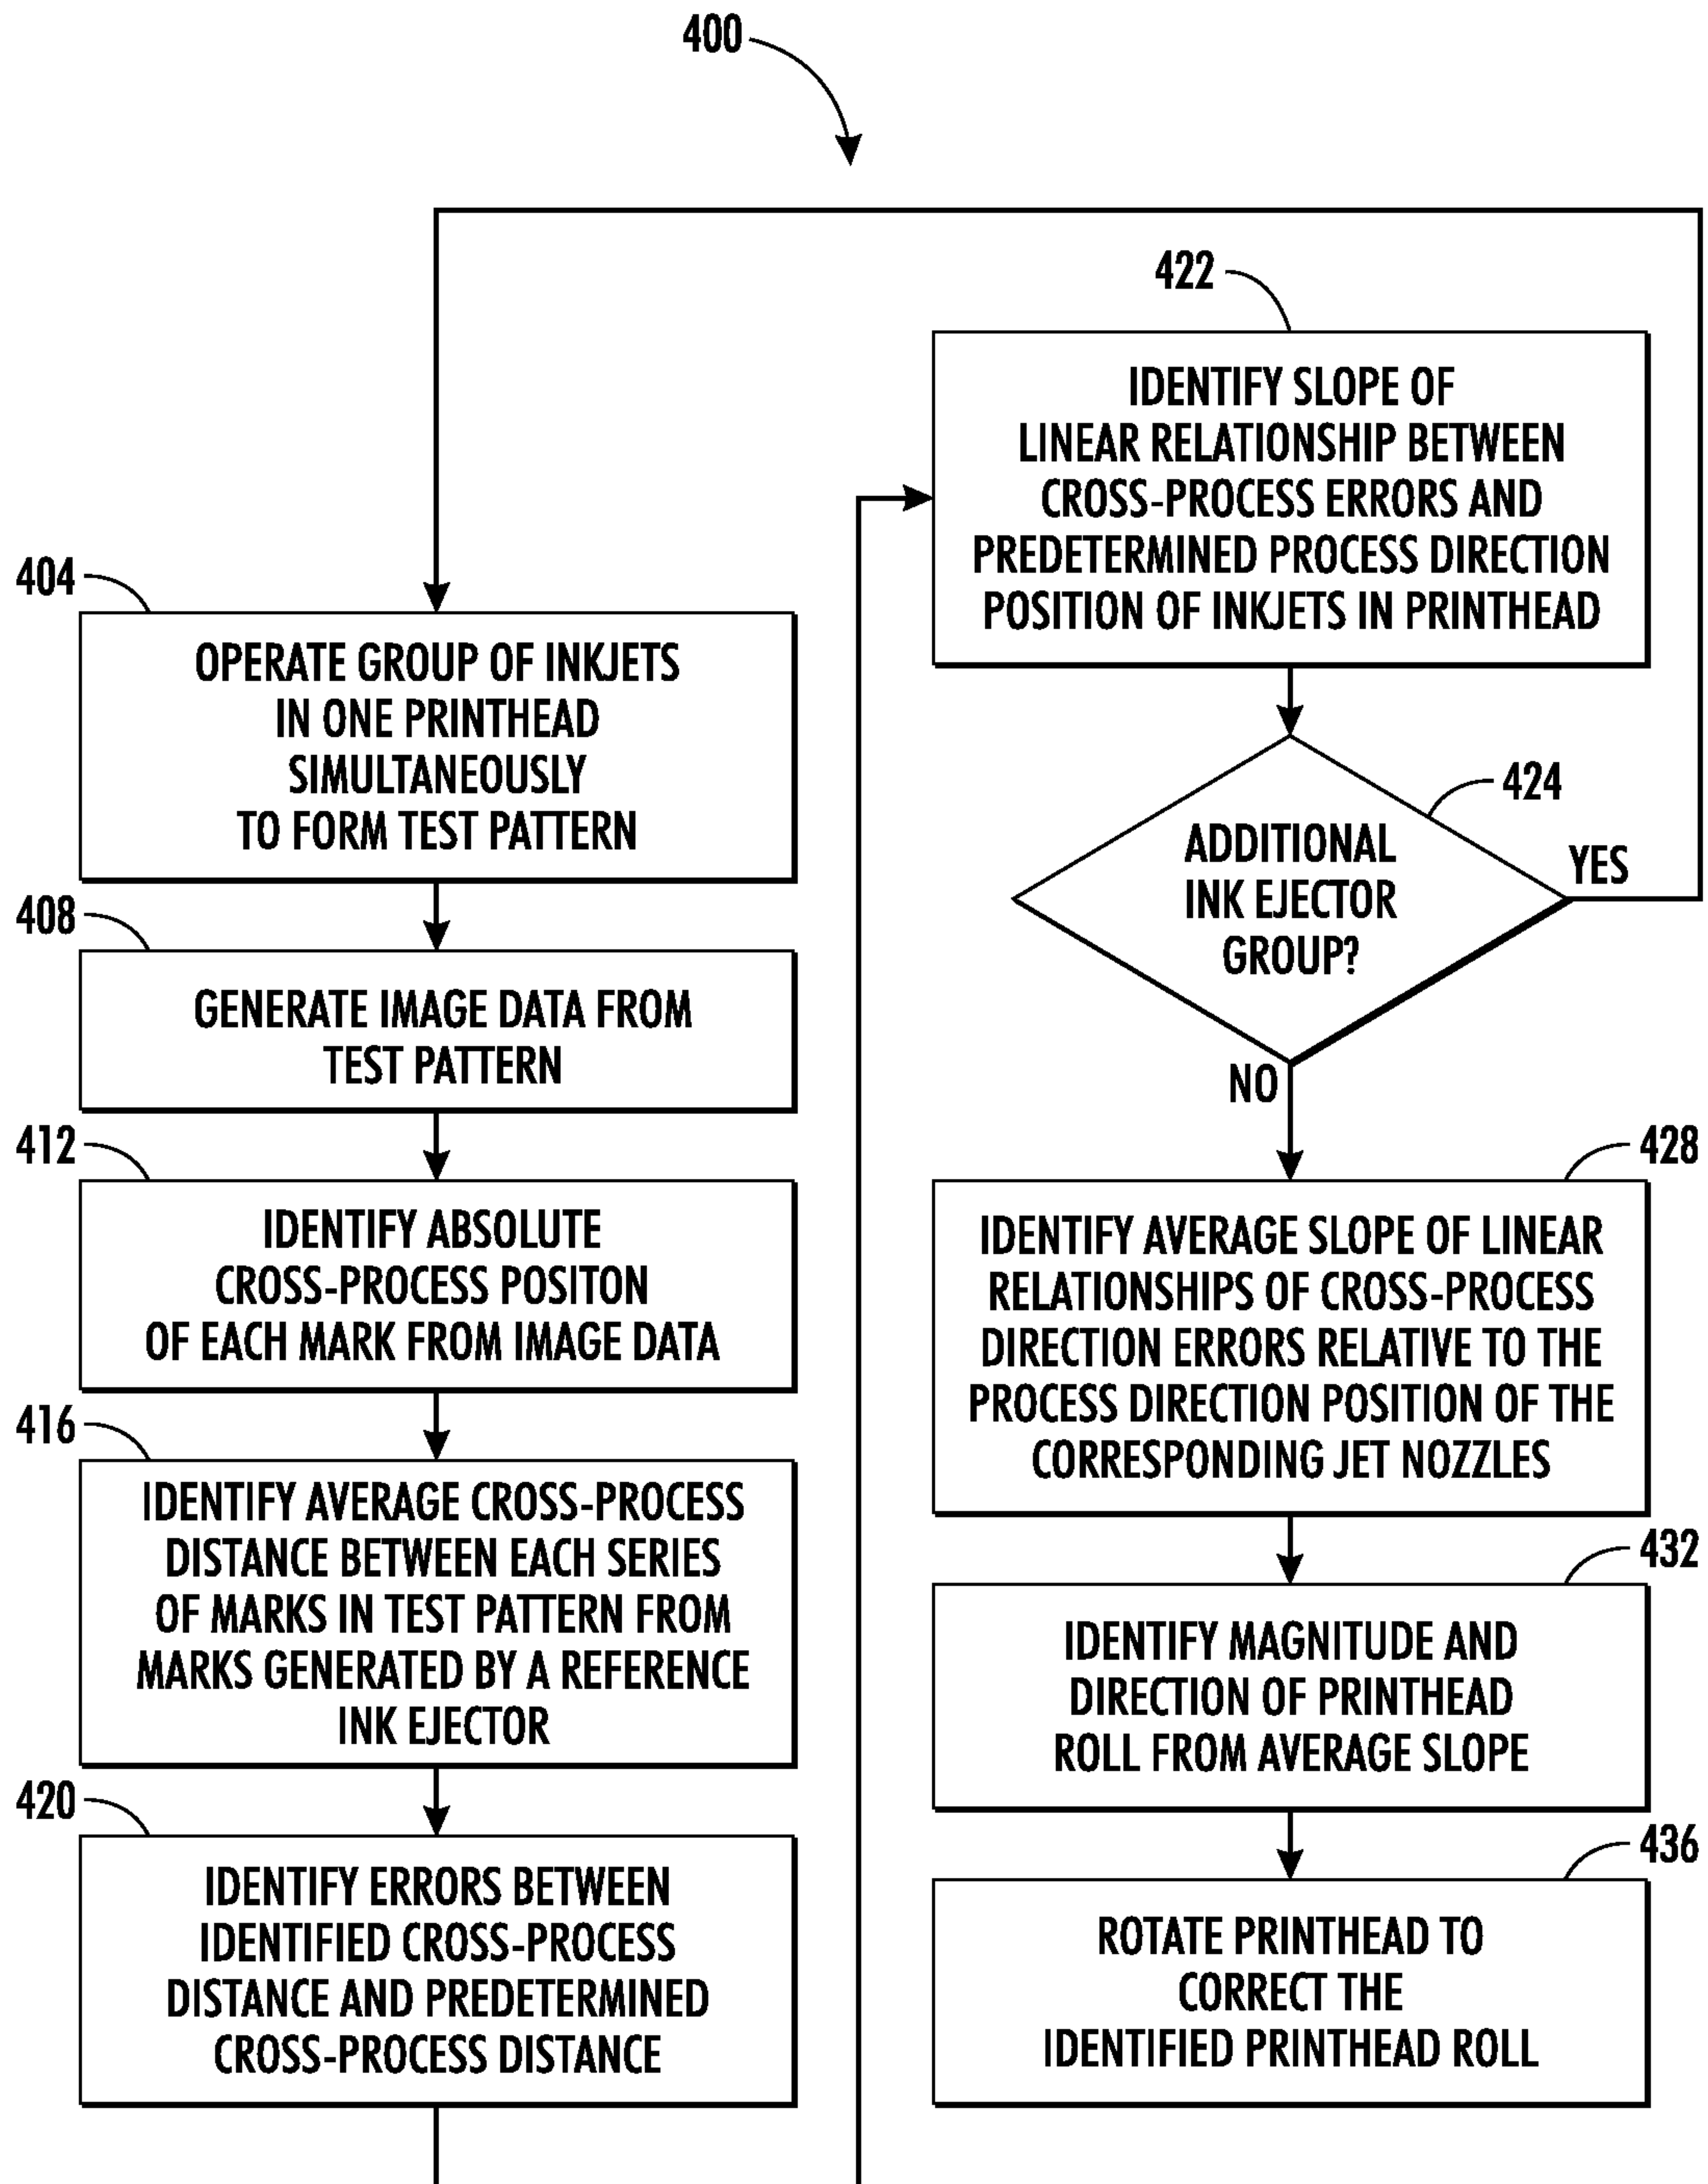 400
404
OPERATE GROUP OF INKJETS
IN ONE PRINTHEAD
SIMULTANEOUSLY
TO FORM TEST PATTERN
408
GENERATE IMAGE DATA FROM
TEST PATTERN
412
IDENTIFY ABSOLUTE
CROSS-PROCESS POSITON
OF EACH MARK FROM IMAGE DATA
416
IDENTIFY AVERAGE CROSS-PROCESS
DISTANCE BETWEEN EACH SERIES
OF MARKS IN TEST PATTERN FROM
MARKS GENERATED BY A REFERENCE
INK EJECTOR
420
IDENTIFY ERRORS BETWEEN
IDENTIFIED CROSS-PROCESS
DISTANCE AND PREDETERMINED
CROSS-PROCESS DISTANCE
422
IDENTIFY SLOPE OF
LINEAR RELATIONSHIP BETWEEN
CROSS-PROCESS ERRORS AND
PREDETERMINED PROCESS DIRECTION
POSITION OF INKJETS IN PRINTHEAD
424
ADDITIONAL
INK EJECTOR
GROUP?
YES
NO
428
IDENTIFY AVERAGE SLOPE OF LINEAR
RELATIONSHIPS OF CROSS-PROCESS
DIRECTION ERRORS RELATIVE TO THE
PROCESS DIRECTION POSITION OF THE
CORRESPONDING JET NOZZLES
432
IDENTIFY MAGNITUDE AND
DIRECTION OF PRINTHEAD
ROLL FROM AVERAGE SLOPE
436
ROTATE PRINTHEAD TO
CORRECT THE
IDENTIFIED PRINTHEAD ROLL